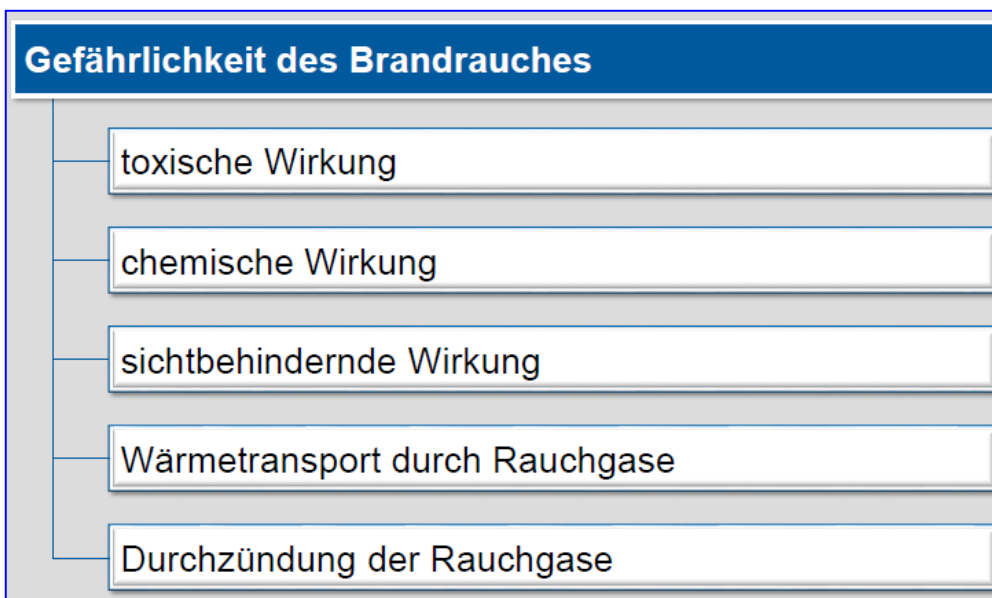 Gefährlichkeit des Brandrauches
toxische Wirkung
chemische Wirkung
sichtbehindernde Wirkung
Wärmetransport durch Rauchgase
Durchzündung der Rauchgase